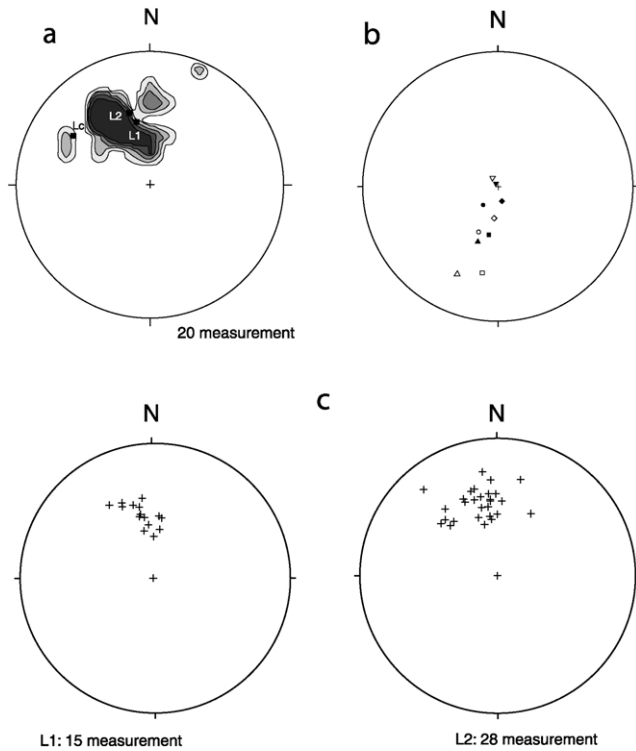 a
N
b
N
L2
Lc
L1
20 measurement
c
N
N
L1: 15 measurement
L2: 28 measurement